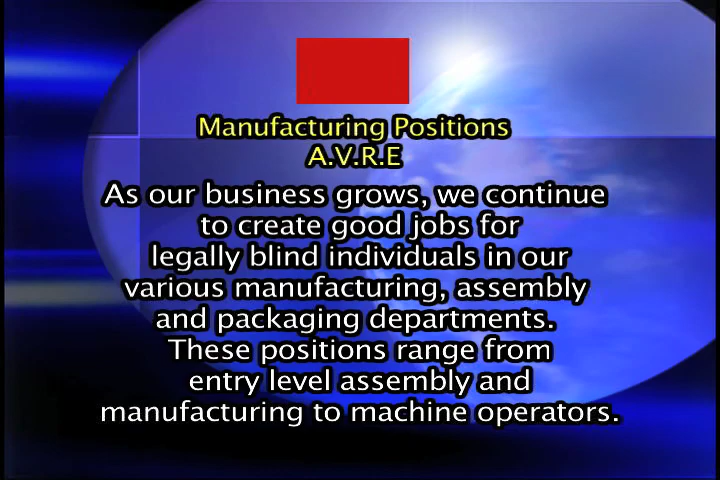 Manufacturing Positions
A.V.R.E
As our business grows, we continue
to create good jobs for
legally blind individuals in our
various manufacturing, assembly
and packaging departments.
These positions range from
entry level assembly and
manufacturing to machine operators.